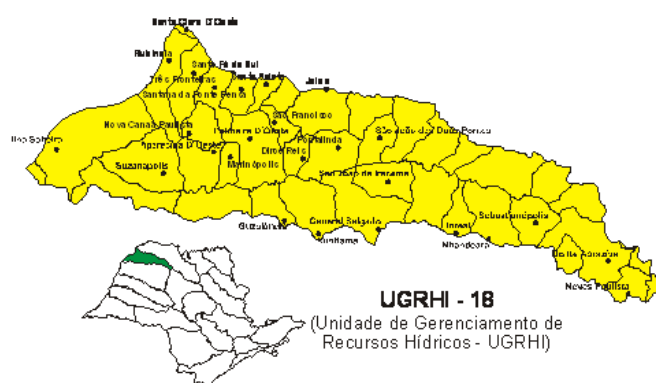 Santa Clara D'Oeste
Rubinéia
Santa Fé do Sul
Três Fronteiras
Santa Salete
Jales
Santana da Ponte Pensa
São Francisco
Nova Canaã Paulista
Palmeira D'Oeste
São João das Duas Pontes
Ilha Solteira
Aparecida D'Oeste
Dirce Reis
Pontalinda
Marinópolis
Suzanápolis
São João de Iracema
Guzolândia
General Salgado
Sebastianópolis
Auriflama
Nhandeara
Neves Paulista
UGRHI - 18
(Unidade de Gerenciamento de
Recursos Hídricos - UGRHI)